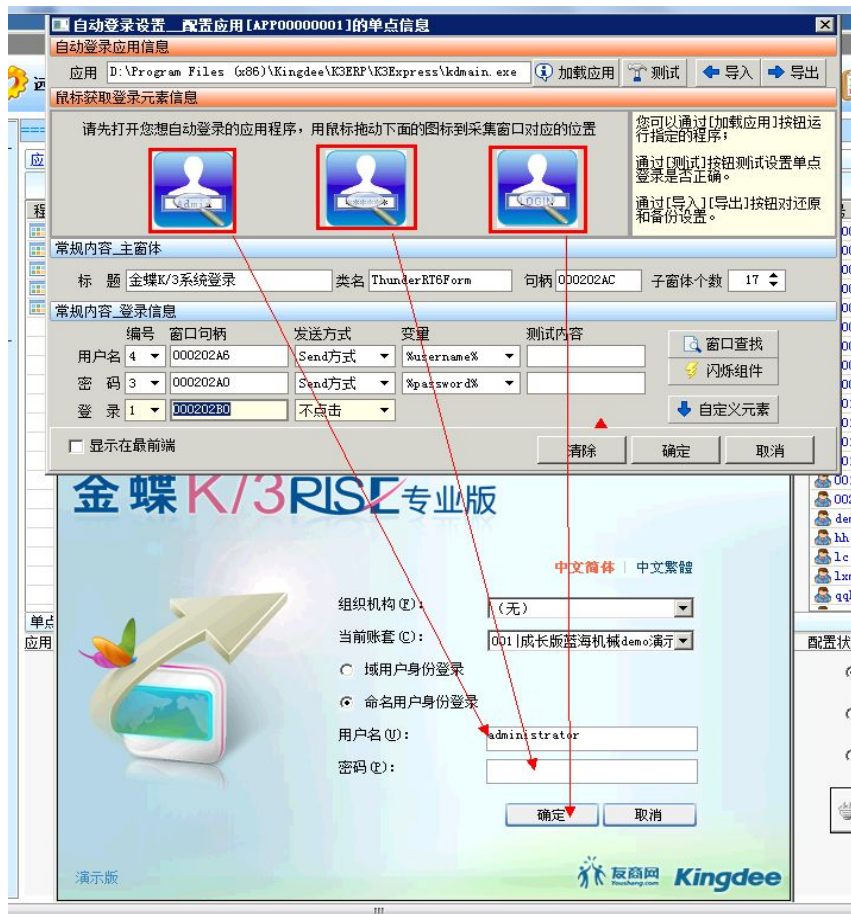 自动登录设置__配置应用[APP00000001]的单点信息
自动登录应用信息
应用 D:\Program Files (x86)\Kingdee\K3ERP\K3Express\kdmain.exe 加载应用 测试 导入 导出
鼠标获取登录元素信息
请先打开您想自动登录的应用程序，用鼠标拖动下面的图标到采集窗口对应的位置
您可以通过[加载应用]按钮运
行指定的程序；
通过[测试]按钮测试设置单点
登录是否正确。
通过[导入][导出]按钮对还原
和备份设置。
Admin ****** LOGIN
常规内容_主窗体
标 题 金蝶K/3系统登录 类名 ThunderRT6Form 句柄 000202AC 子窗体个数 17
常规内容_登录信息
编号 窗口句柄 发送方式 变量 测试内容
用户名 4 000202A6 Send方式 %username% 窗口查找
密 码 3 000202A0 Send方式 %password% 闪烁组件
登 录 1 000202B0 不点击 自定义元素
显示在最前端 清除 确定 取消
金蝶K/3RISE专业版
中文简体 | 中文繁體
组织机构(F)： (无)
当前账套(C)： 001|成长版蓝海机械demo演示
域用户身份登录
命名用户身份登录
用户名(U)： administrator
密码(P)：
确定 取消
演示版 友商网 Youshang.com Kingdee
单点
应用
配置状